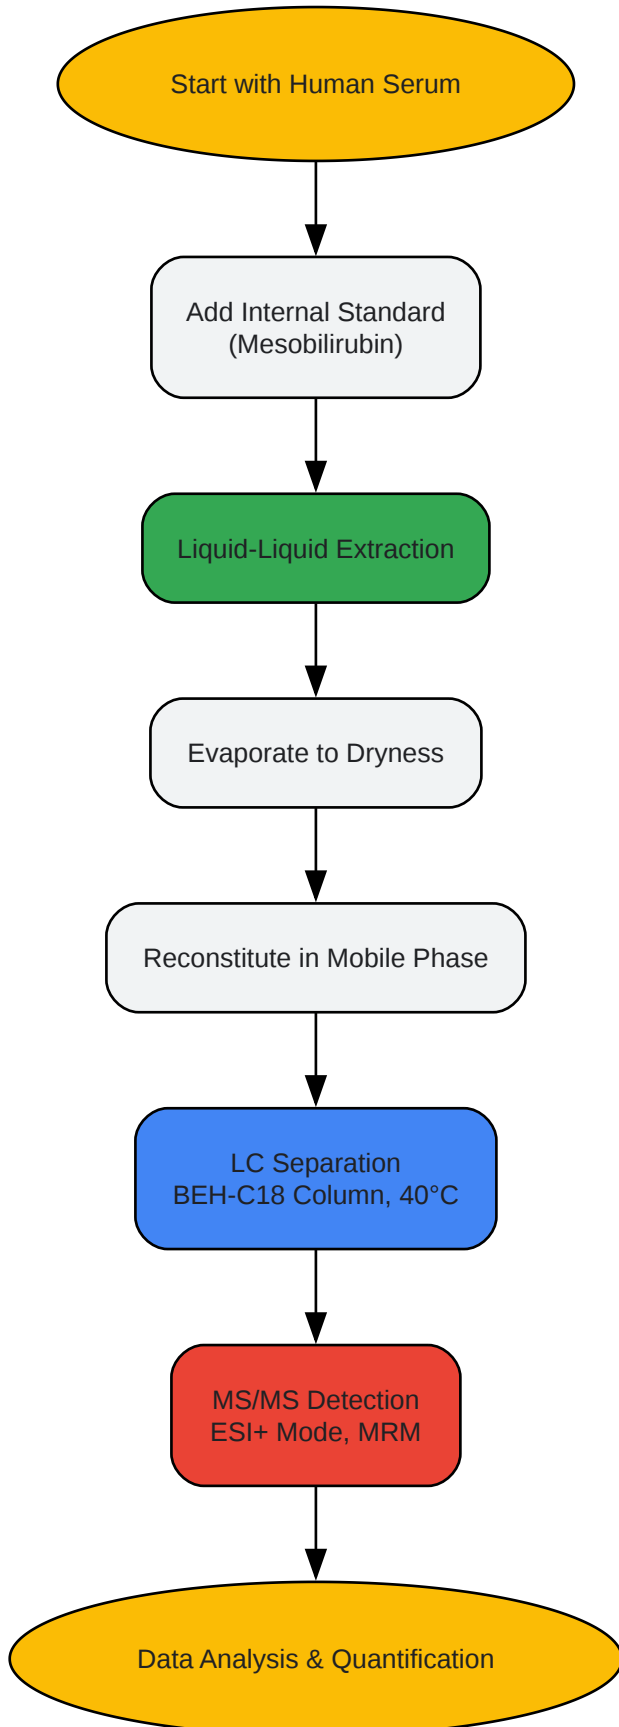 Start with Human Serum
Add Internal Standard
(Mesobilirubin)
Liquid-Liquid Extraction
Evaporate to Dryness
Reconstitute in Mobile Phase
LC Separation
BEH-C18 Column, 40°C
MS/MS Detection
ESI+ Mode, MRM
Data Analysis & Quantification